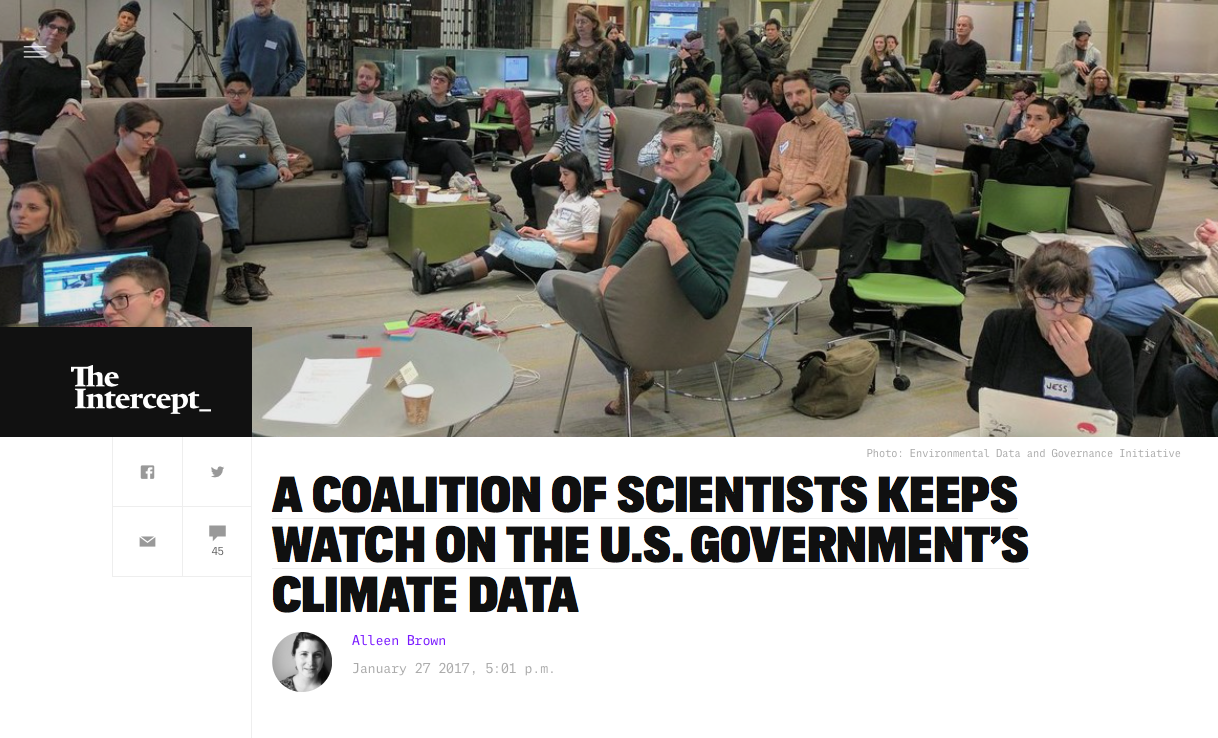 JESS
The
Intercept_
Photo: Environmental Data and Governance Initiative
45
A COALITION OF SCIENTISTS KEEPS
WATCH ON THE U.S. GOVERNMENT’S
CLIMATE DATA
Alleen Brown
January 27 2017, 5:01 p.m.